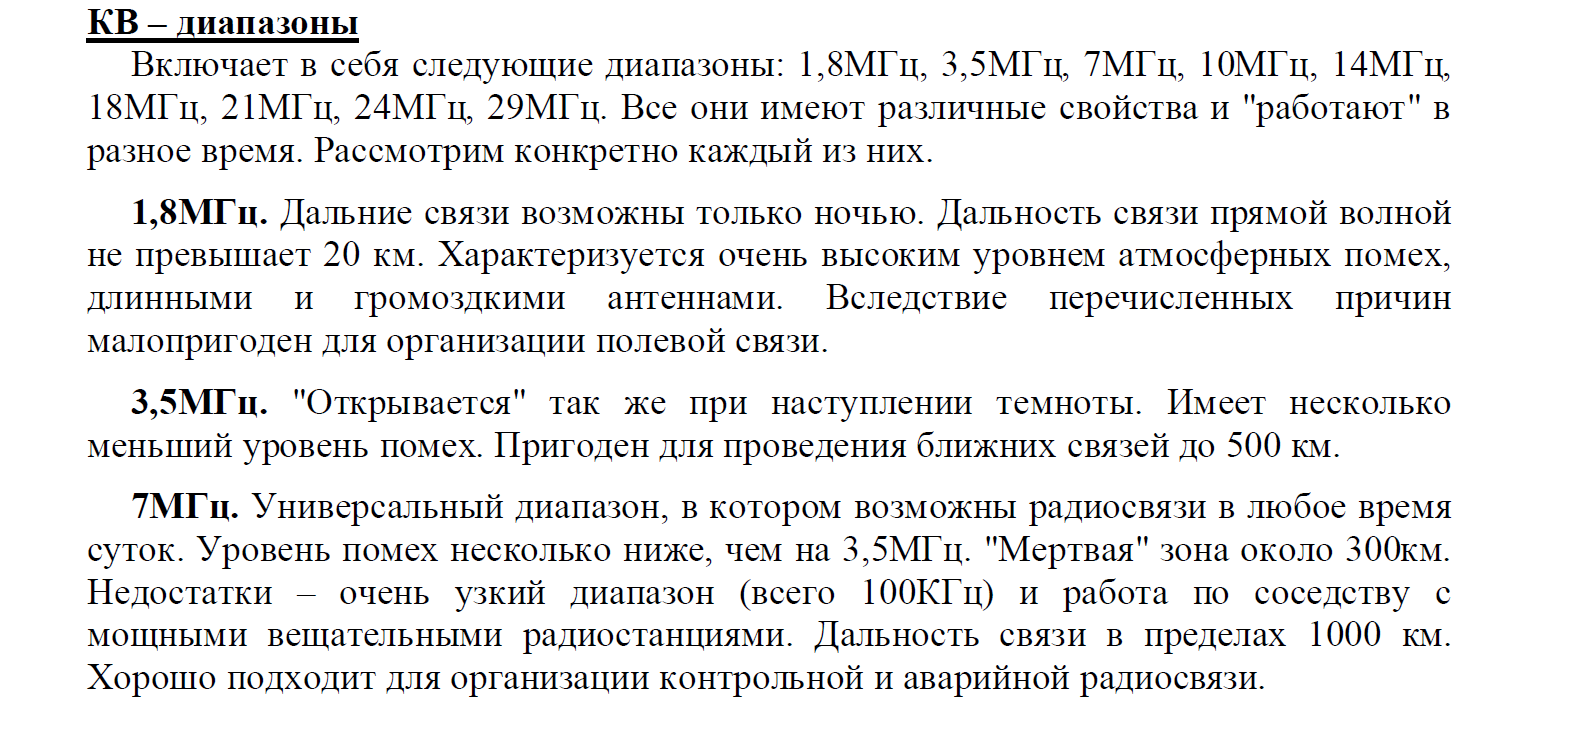 КВ – диапазоны
Включает в себя следующие диапазоны: 1,8МГц, 3,5МГц, 7МГц, 10МГц, 14МГц,
18МГц, 21МГц, 24МГц, 29МГц. Все они имеют различные свойства и "работают" в
разное время. Рассмотрим конкретно каждый из них.
1,8МГц. Дальние связи возможны только ночью. Дальность связи прямой волной
не превышает 20 км. Характеризуется очень высоким уровнем атмосферных помех,
длинными и громоздкими антеннами. Вследствие перечисленных причин
малопригоден для организации полевой связи.
3,5МГц. "Открывается" так же при наступлении темноты. Имеет несколько
меньший уровень помех. Пригоден для проведения ближних связей до 500 км.
7МГц. Универсальный диапазон, в котором возможны радиосвязи в любое время
суток. Уровень помех несколько ниже, чем на 3,5МГц. "Мертвая" зона около 300км.
Недостатки – очень узкий диапазон (всего 100КГц) и работа по соседству с
мощными вещательными радиостанциями. Дальность связи в пределах 1000 км.
Хорошо подходит для организации контрольной и аварийной радиосвязи.